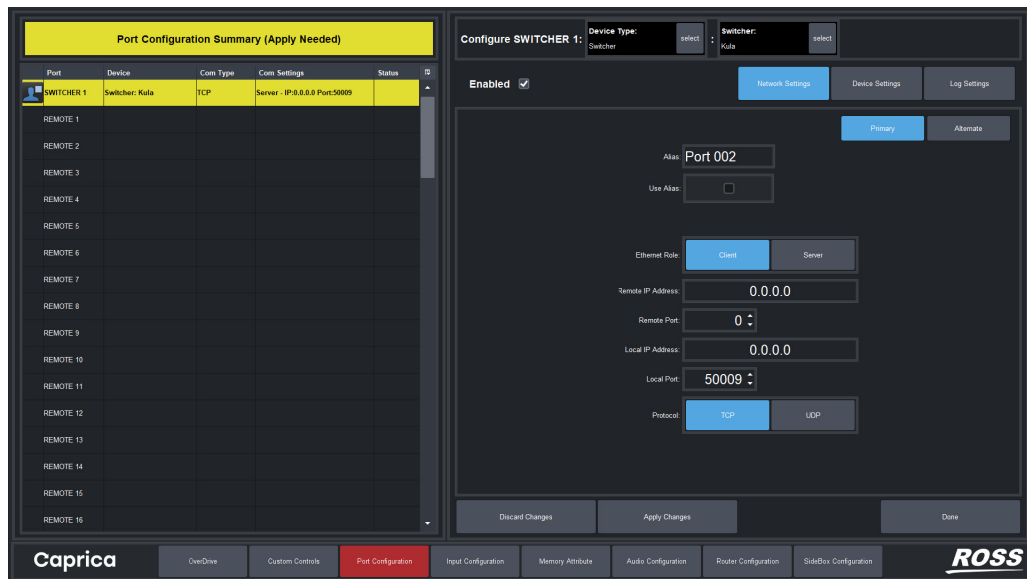 Port Configuration Summary (Apply Needed)
Port Device Com Type Com Settings Status
SWITCHER 1 Switcher: Kula TCP Server - IP:0.0.0.0 Port:50009
REMOTE 1
REMOTE 2
REMOTE 3
REMOTE 4
REMOTE 5
REMOTE 6
REMOTE 7
REMOTE 8
REMOTE 9
REMOTE 10
REMOTE 11
REMOTE 12
REMOTE 13
REMOTE 14
REMOTE 15
REMOTE 16
Configure SWITCHER 1: Device Type: Switcher select : Switcher: Kula select
Enabled Network Settings Device Settings Log Settings
Primary Alternate
Alias: Port 002
Use Alias:
Ethernet Role: Client Server
Remote IP Address: 0.0.0.0
Remote Port: 0
Local IP Address: 0.0.0.0
Local Port: 50009
Protocol: TCP UDP
Discard Changes Apply Changes Done
Caprica OverDrive Custom Controls Port Configuration Input Configuration Memory Attribute Audio Configuration Router Configuration SideBox Configuration ROSS